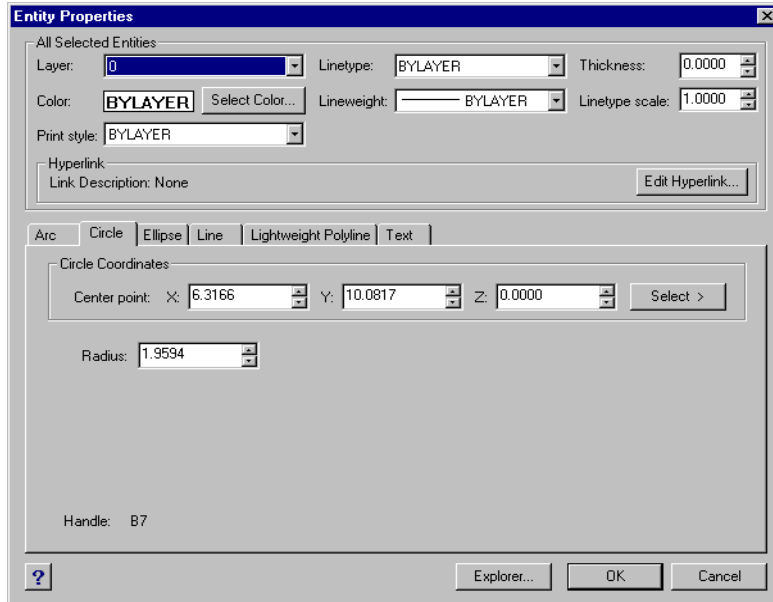 Entity Properties
All Selected Entities
Layer: 0 Linetype: BYLAYER Thickness: 0.0000
Color: BYLAYER Select Color... Lineweight: BYLAYER Linetype scale: 1.0000
Print style: BYLAYER
Hyperlink
Link Description: None Edit Hyperlink...
Arc Circle Ellipse Line Lightweight Polyline Text
Circle Coordinates
Center point: X: 6.3166 Y: 10.0817 Z: 0.0000 Select >
Radius: 1.9594
Handle: B7
? Explorer... OK Cancel